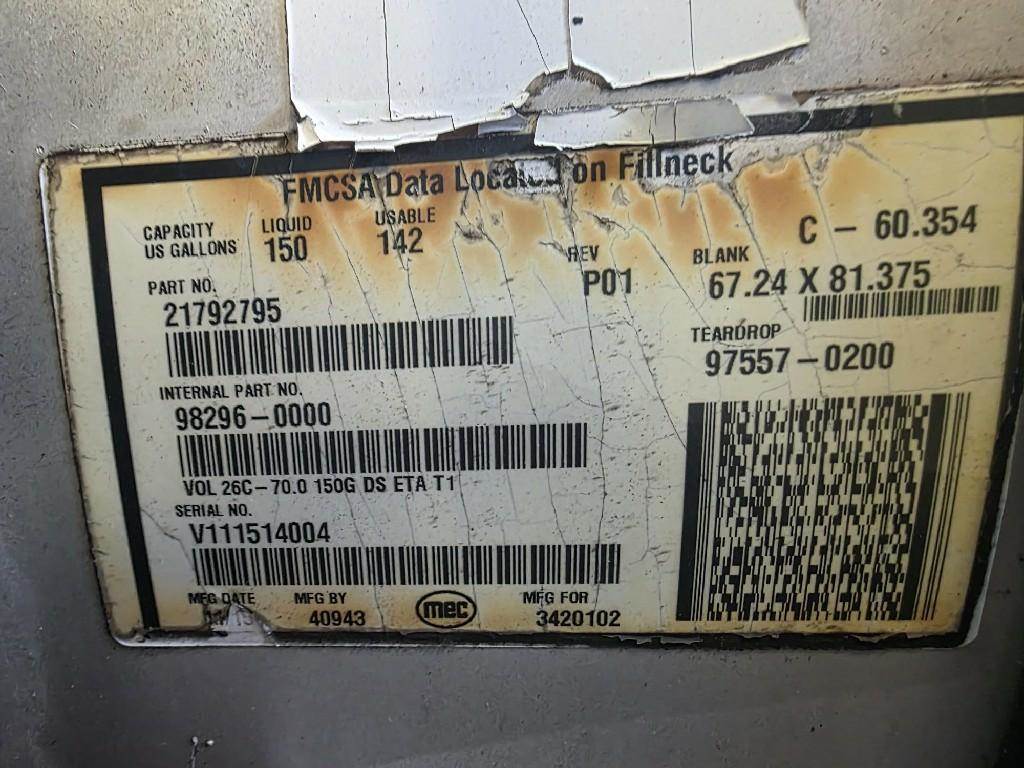 FMCSA Data Located on Fillneck
CAPACITY US GALLONS
LIQUID 150
USABLE 142
C - 60.354
PART NO.
21792795
REV
P01
BLANK
67.24 X 81.375
TEARDROP
97557-0200
INTERNAL PART NO.
98296-0000
VOL 26C-70.0 150G DS ETA T1
SERIAL NO.
V111514004
MFG DATE
MFG BY
40943
mec
MFG FOR
3420102